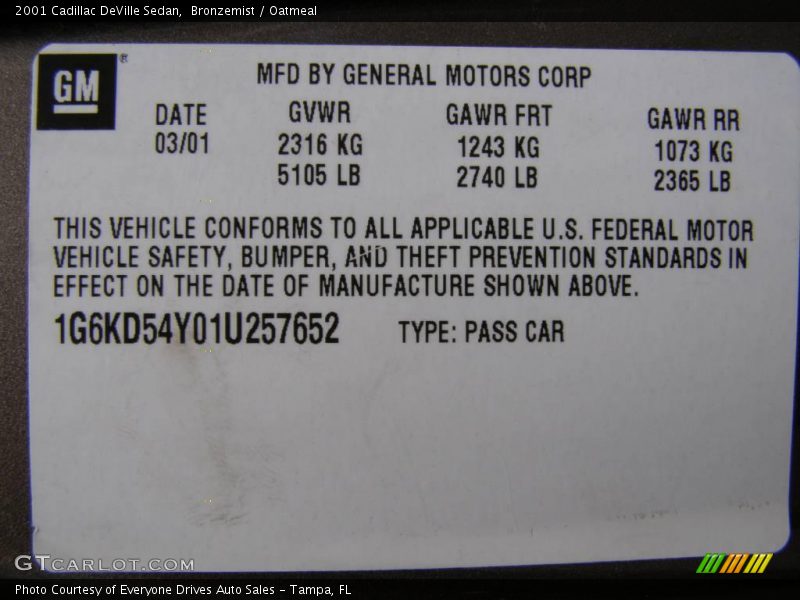 2001 Cadillac DeVille Sedan, Bronzemist / Oatmeal
GM ®
MFD BY GENERAL MOTORS CORP
DATE GVWR GAWR FRT GAWR RR
03/01 2316 KG 1243 KG 1073 KG
5105 LB 2740 LB 2365 LB
THIS VEHICLE CONFORMS TO ALL APPLICABLE U.S. FEDERAL MOTOR
VEHICLE SAFETY, BUMPER, AND THEFT PREVENTION STANDARDS IN
EFFECT ON THE DATE OF MANUFACTURE SHOWN ABOVE.
1G6KD54Y01U257652 TYPE: PASS CAR
GTCARLOT.COM
Photo Courtesy of Everyone Drives Auto Sales - Tampa, FL